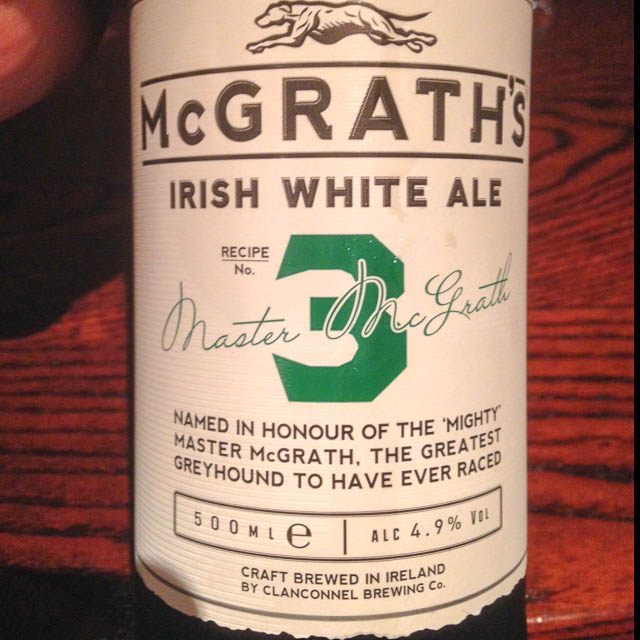 McGRATH'S
IRISH WHITE ALE
RECIPE
No.
3
Master McGrath
NAMED IN HONOUR OF THE 'MIGHTY'
MASTER McGRATH, THE GREATEST
GREYHOUND TO HAVE EVER RACED
500ML ℮ | ALC 4.9% Vol
CRAFT BREWED IN IRELAND
BY CLANCONNEL BREWING Co.